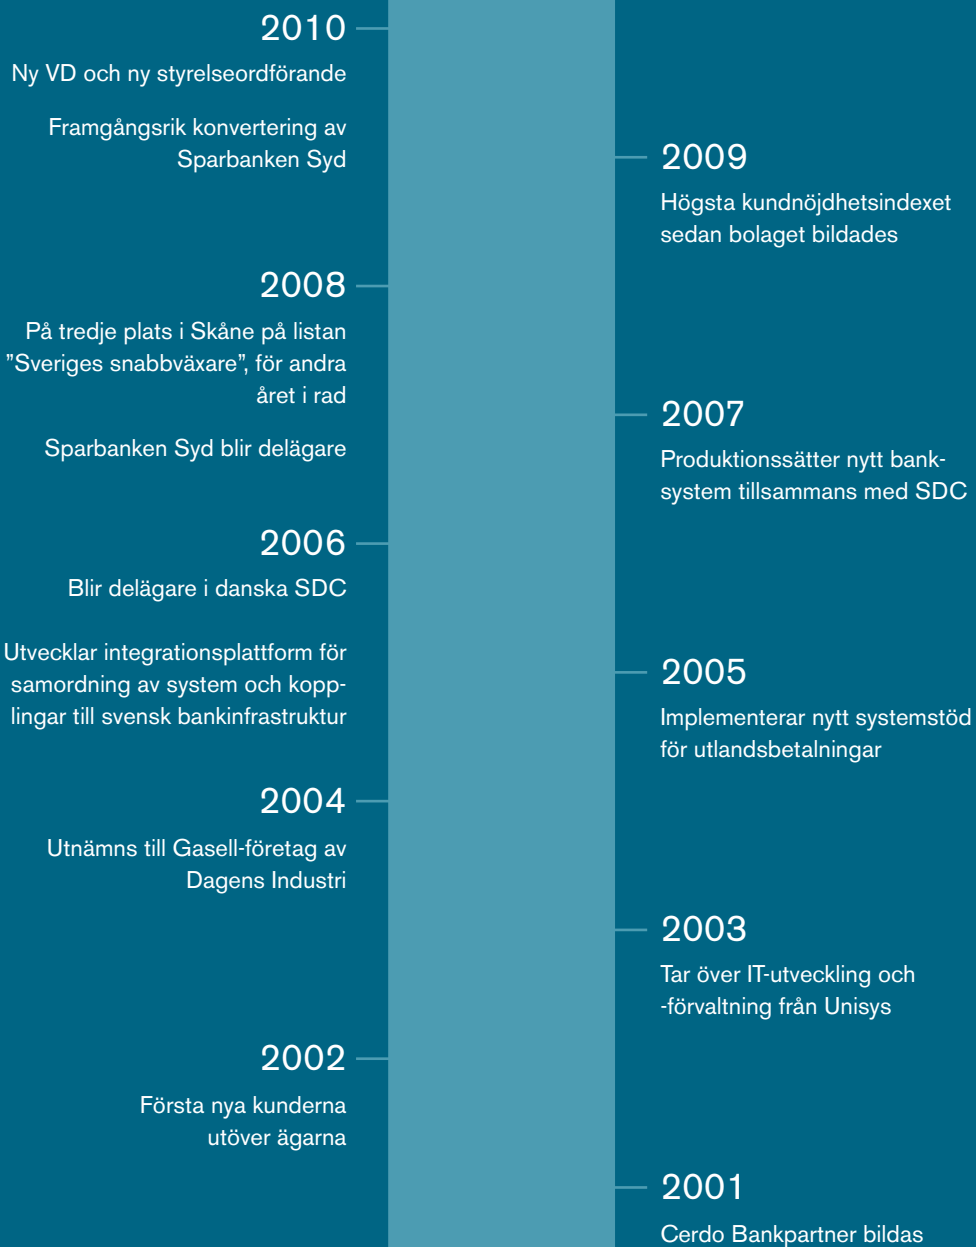 2010
Ny VD och ny styrelseordförande
Framgångsrik konvertering av
Sparbanken Syd
2009
Högsta kundnöjdhetsindexet
sedan bolaget bildades
2008
På tredje plats i Skåne på listan
”Sveriges snabbväxare”, för andra
året i rad
Sparbanken Syd blir delägare
2007
Produktionssätter nytt bank-
system tillsammans med SDC
2006
Blir delägare i danska SDC
Utvecklar integrationsplattform för
samordning av system och kopp-
lingar till svensk bankinfrastruktur
2005
Implementerar nytt systemstöd
för utlandsbetalningar
2004
Utnämns till Gasell-företag av
Dagens Industri
2003
Tar över IT-utveckling och
-förvaltning från Unisys
2002
Första nya kunderna
utöver ägarna
2001
Cerdo Bankpartner bildas